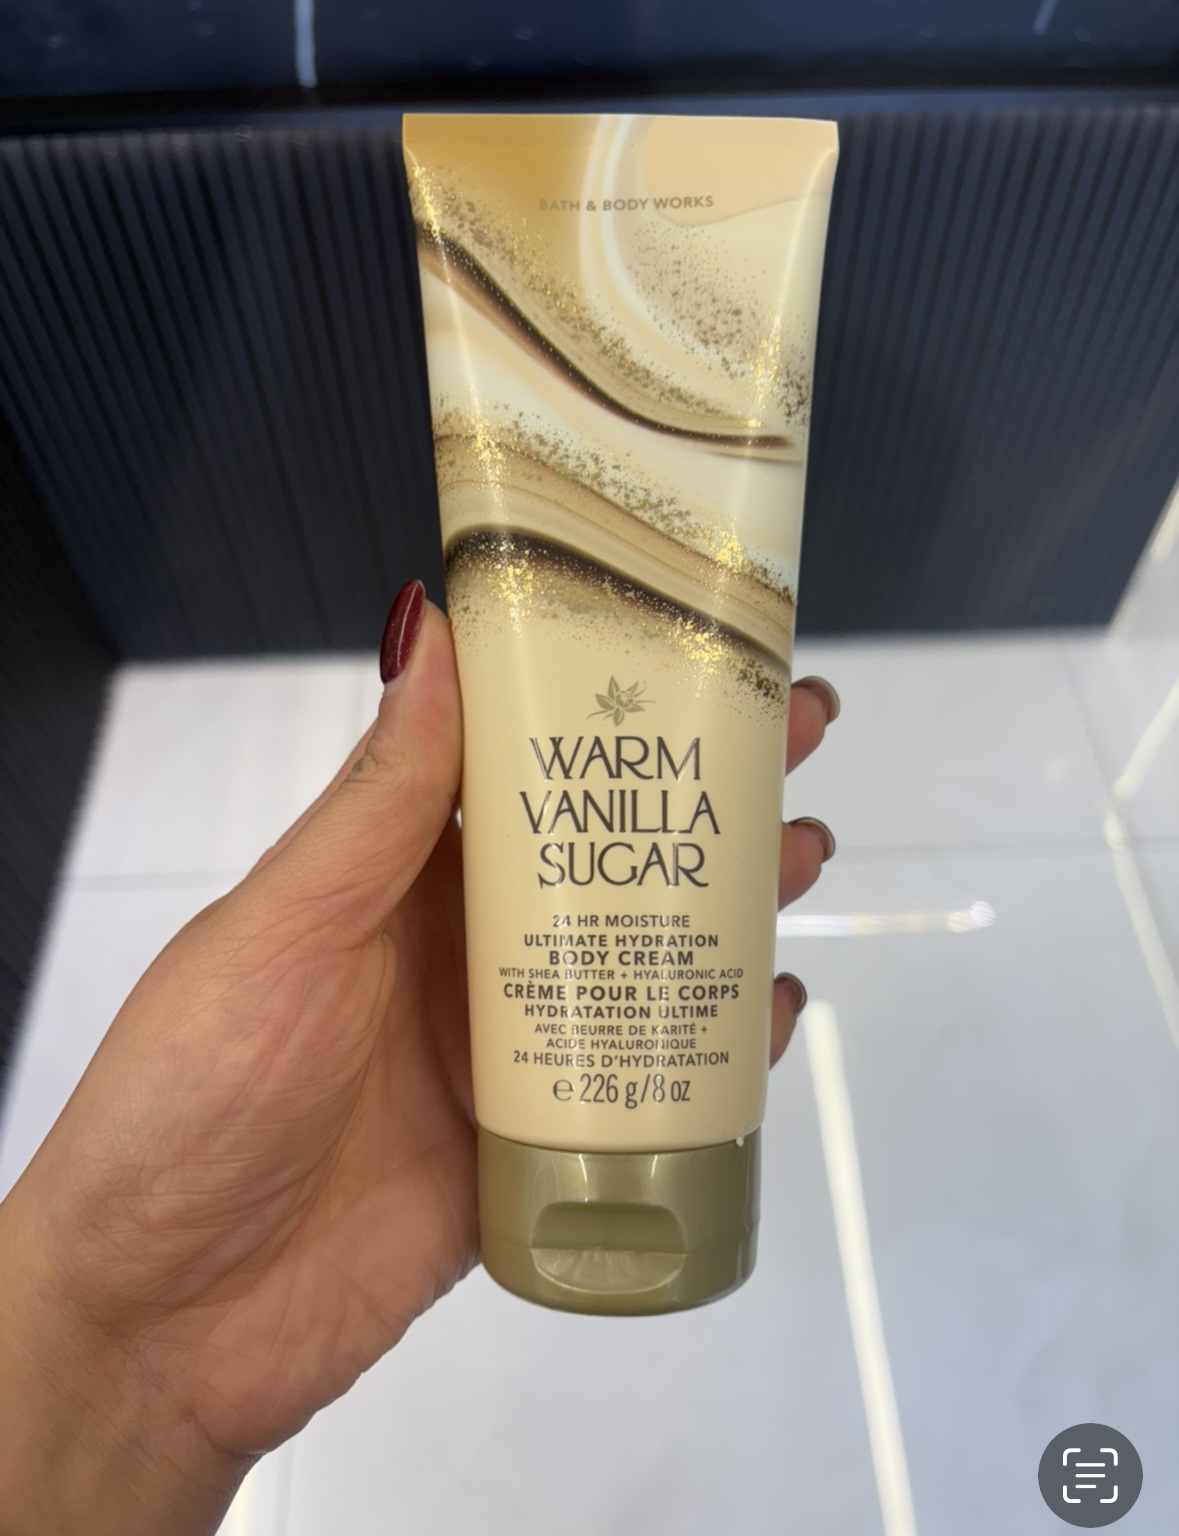 BATH & BODY WORKS
WARM
VANILLA
SUGAR
24 HR MOISTURE
ULTIMATE HYDRATION
BODY CREAM
WITH SHEA BUTTER + HYALURONIC ACID
CRÈME POUR LE CORPS
HYDRATATION ULTIME
AVEC BEURRE DE KARITÉ +
ACIDE HYALURONIQUE
24 HEURES D'HYDRATATION
℮ 226 g/8 oz